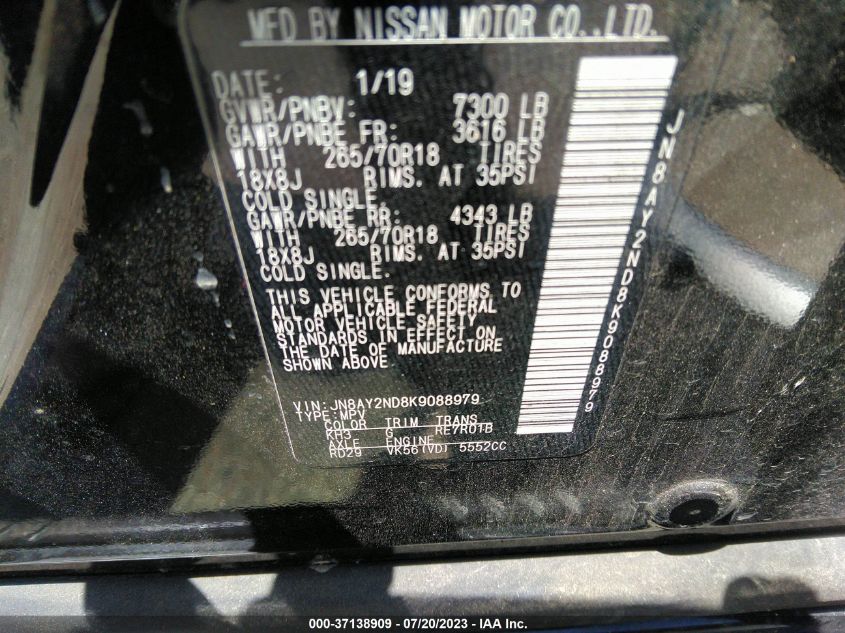 MFD BY NISSAN MOTOR CO.,LTD.
DATE: 1/19
GVWR/PNBV: 7300 LB
GAWR/PNBE FR: 3616 LB
WITH 265/70R18 TIRES
18X8J RIMS. AT 35PSI
COLD SINGLE.
GAWR/PNBE RR: 4343 LB
WITH 265/70R18 TIRES
18X8J RIMS. AT 35PSI
COLD SINGLE.
THIS VEHICLE CONFORMS TO
ALL APPLICABLE FEDERAL
MOTOR VEHICLE SAFETY
STANDARDS IN EFFECT ON
THE DATE OF MANUFACTURE
SHOWN ABOVE.
VIN: JN8AY2ND8K9088979
TYPE: MPV
COLOR TRIM TRANS
KH3 G RE7R01B
AXLE ENGINE
RD29 VK56(VD) 5552CC
JN8AY2ND8K9088979
000-37138909 - 07/20/2023 - IAA Inc.